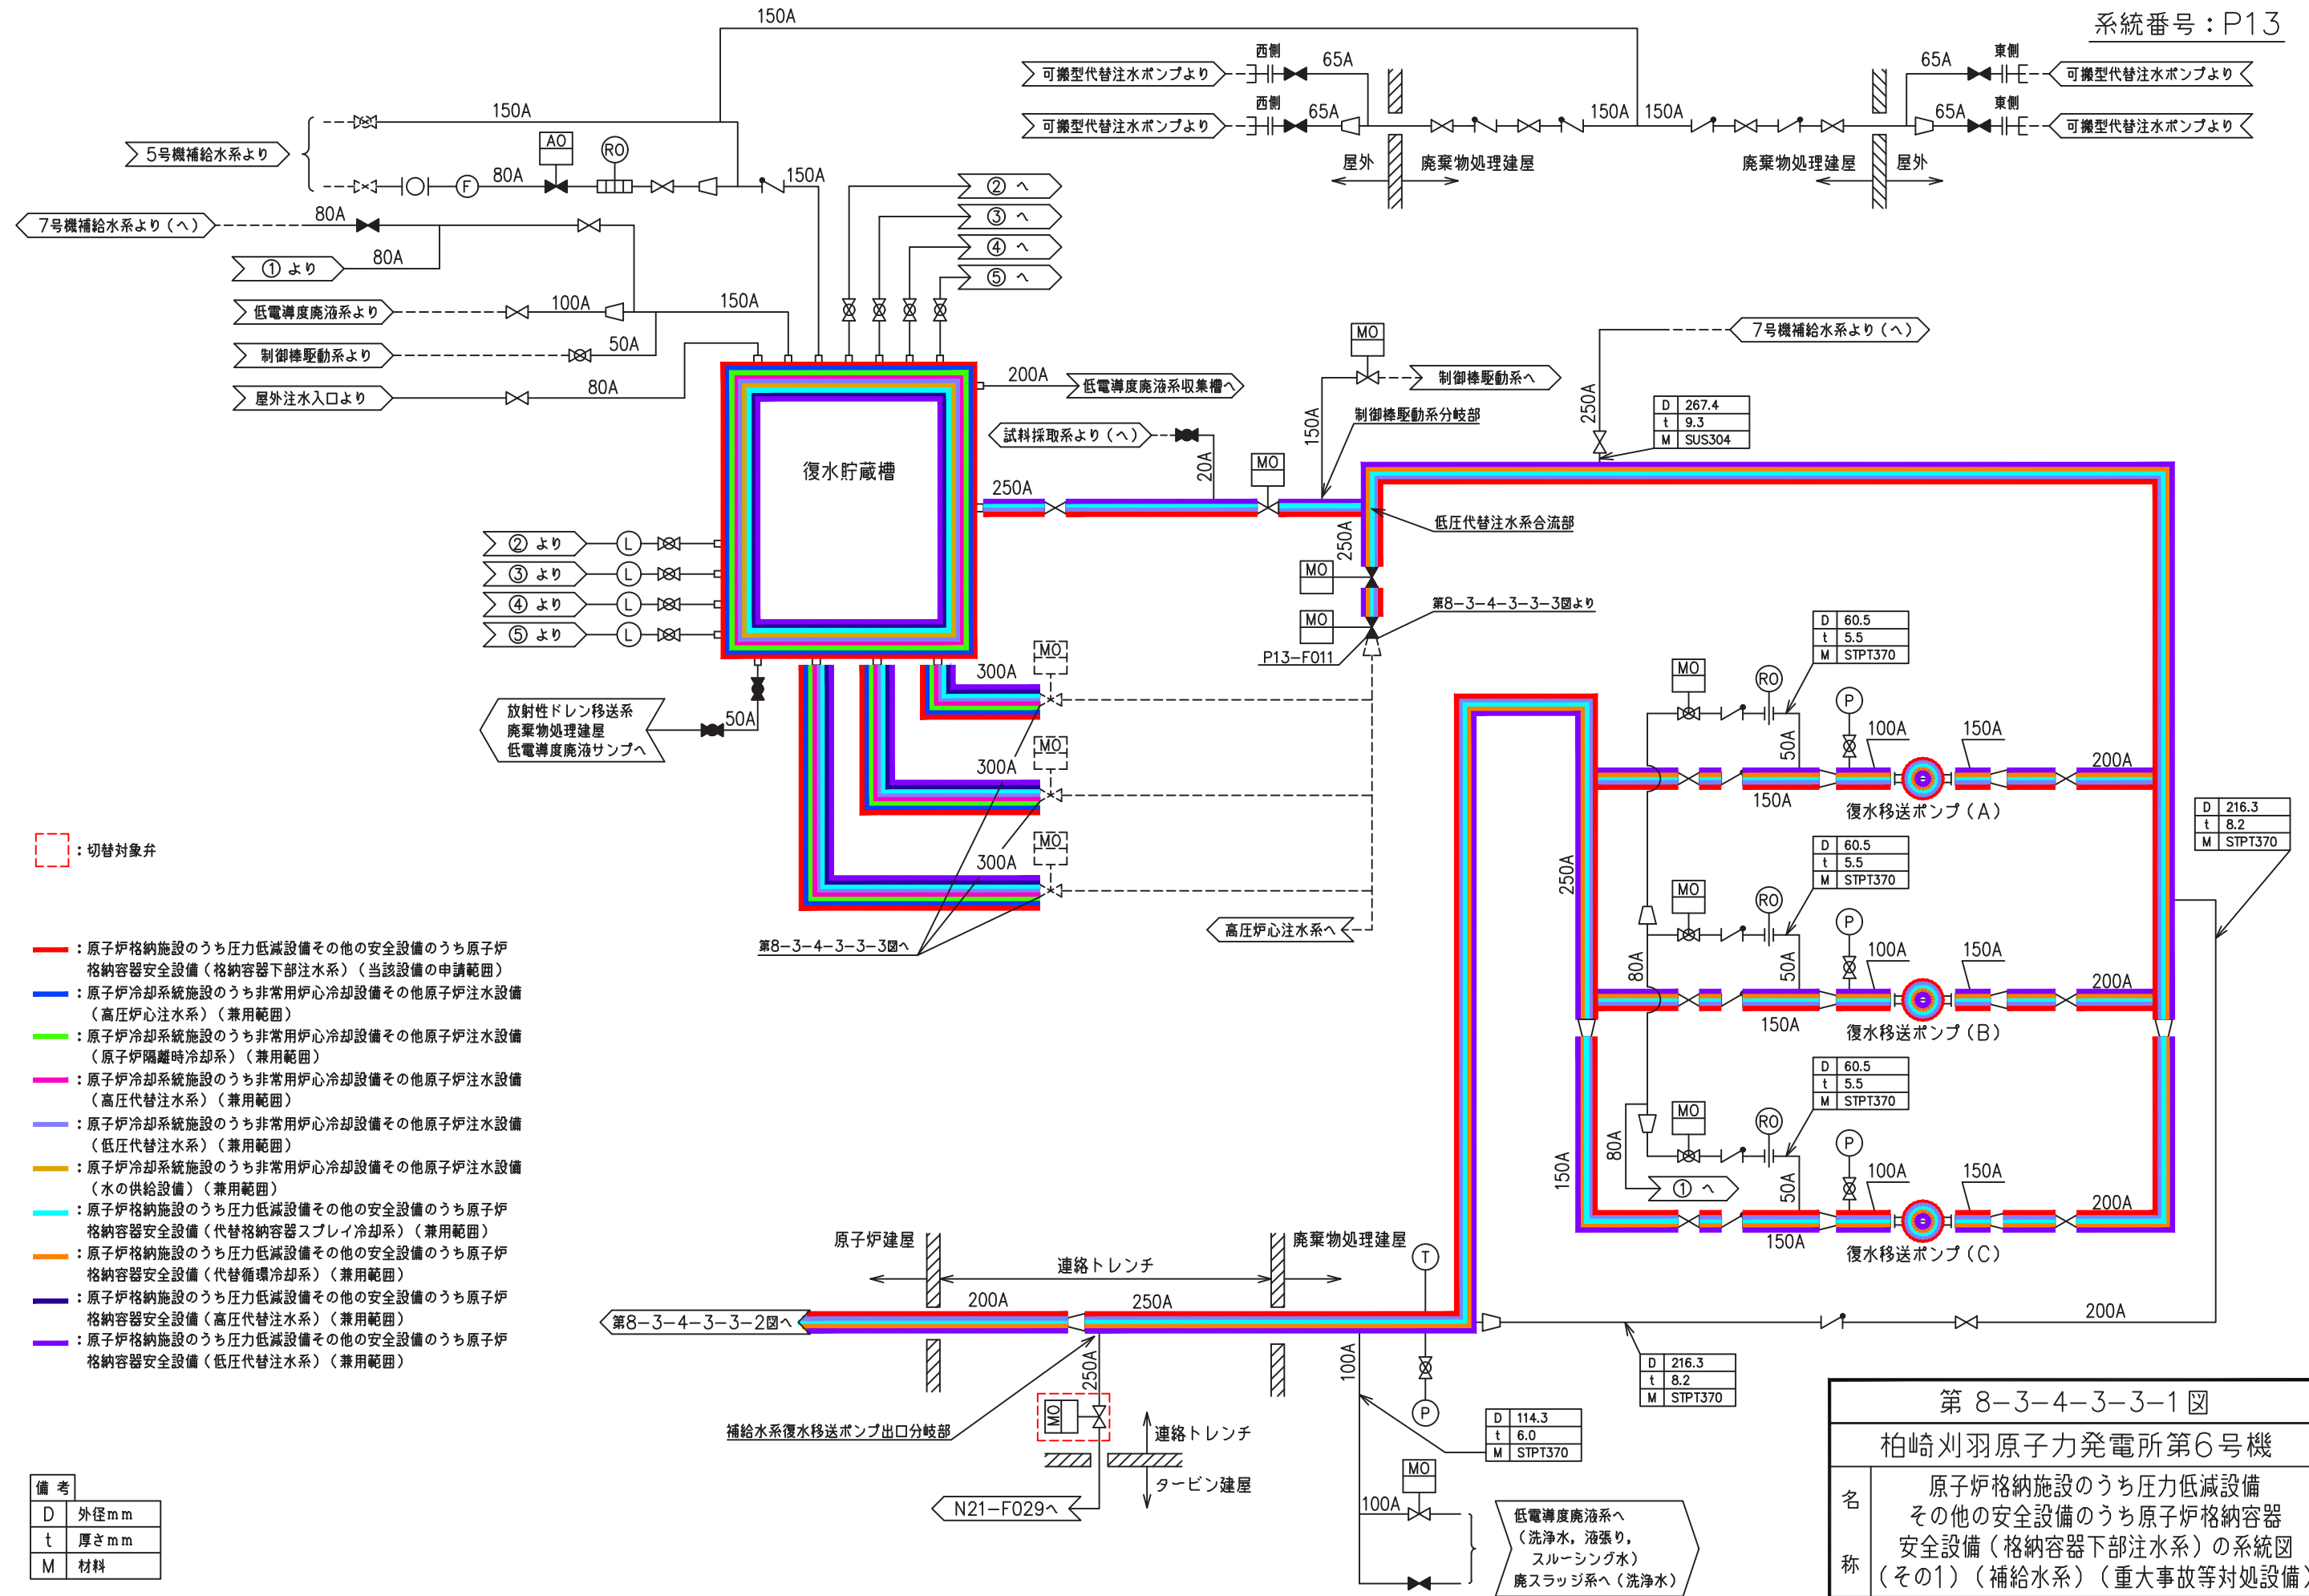 系統番号：P13
150A
西側
65A
可搬型代替注水ポンプより
西側
65A
可搬型代替注水ポンプより
150A
150A
65A
東側
可搬型代替注水ポンプより
65A
東側
可搬型代替注水ポンプより
屋外
廃棄物処理建屋
廃棄物処理建屋
屋外
150A
5号機補給水系より
AO
RO
F
80A
150A
7号機補給水系より（へ）
80A
①より
80A
低電導度廃液系より
100A
150A
制御棒駆動系より
50A
屋外注水入口より
80A
② へ
③ へ
④ へ
⑤ へ
200A
低電導度廃液系収集槽へ
MO
制御棒駆動系へ
150A
制御棒駆動系分岐部
試料採取系より（へ）
20A
MO
250A
復水貯蔵槽
7号機補給水系より（へ）
250A
D 267.4
t 9.3
M SUS304
低圧代替注水系合流部
250A
MO
MO
第8-3-4-3-3-3図より
P13-F011
② より
L
③ より
L
④ より
L
⑤ より
L
放射性ドレン移送系
廃棄物処理建屋
低電導度廃液サンプへ
50A
300A
MO
300A
MO
300A
MO
第8-3-4-3-3-3図へ
高圧炉心注水系へ
D 60.5
t 5.5
M STPT370
MO
RO
P
50A
100A
150A
200A
150A
復水移送ポンプ（A）
D 216.3
t 8.2
M STPT370
250A
D 60.5
t 5.5
M STPT370
MO
RO
P
80A
50A
100A
150A
200A
150A
復水移送ポンプ（B）
D 60.5
t 5.5
M STPT370
MO
RO
P
150A
80A
50A
100A
150A
200A
① へ
150A
復水移送ポンプ（C）
：切替対象弁
：原子炉格納施設のうち圧力低減設備その他の安全設備のうち原子炉
格納容器安全設備（格納容器下部注水系）（当該設備の申請範囲）
：原子炉冷却系統施設のうち非常用炉心冷却設備その他原子炉注水設備
（高圧炉心注水系）（兼用範囲）
：原子炉冷却系統施設のうち非常用炉心冷却設備その他原子炉注水設備
（原子炉隔離時冷却系）（兼用範囲）
：原子炉冷却系統施設のうち非常用炉心冷却設備その他原子炉注水設備
（高圧代替注水系）（兼用範囲）
：原子炉冷却系統施設のうち非常用炉心冷却設備その他原子炉注水設備
（低圧代替注水系）（兼用範囲）
：原子炉冷却系統施設のうち非常用炉心冷却設備その他原子炉注水設備
（水の供給設備）（兼用範囲）
：原子炉格納施設のうち圧力低減設備その他の安全設備のうち原子炉
格納容器安全設備（代替格納容器スプレイ冷却系）（兼用範囲）
：原子炉格納施設のうち圧力低減設備その他の安全設備のうち原子炉
格納容器安全設備（代替循環冷却系）（兼用範囲）
：原子炉格納施設のうち圧力低減設備その他の安全設備のうち原子炉
格納容器安全設備（高圧代替注水系）（兼用範囲）
：原子炉格納施設のうち圧力低減設備その他の安全設備のうち原子炉
格納容器安全設備（低圧代替注水系）（兼用範囲）
原子炉建屋
連絡トレンチ
廃棄物処理建屋
T
第8-3-4-3-3-2図へ
200A
250A
200A
250A
100A
P
D 216.3
t 8.2
M STPT370
補給水系復水移送ポンプ出口分岐部
MO
連絡トレンチ
タービン建屋
N21-F029へ
D 114.3
t 6.0
M STPT370
MO
100A
低電導度廃液系へ
（洗浄水，液張り，
スルーシング水）
廃スラッジ系へ（洗浄水）
備 考
D 外径mm
t 厚さmm
M 材料
第 8-3-4-3-3-1 図
柏崎刈羽原子力発電所第6号機
名称
原子炉格納施設のうち圧力低減設備
その他の安全設備のうち原子炉格納容器
安全設備（格納容器下部注水系）の系統図
（その1）（補給水系）（重大事故等対処設備）